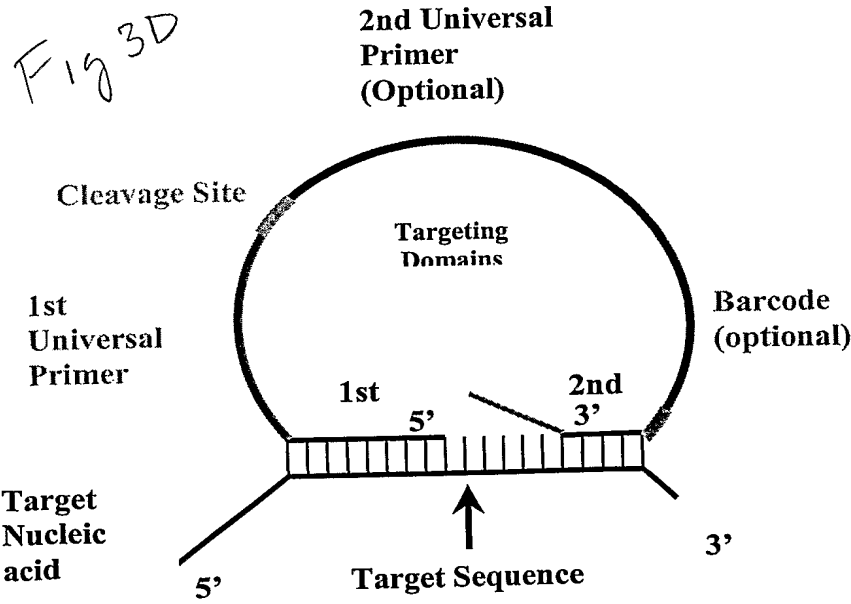 Fig 3D
2nd Universal
Primer
(Optional)
Cleavage Site
Targeting
Domains
1st
Universal
Primer
Barcode
(optional)
1st
2nd
5’
3’
Target
Nucleic
acid
5’
Target Sequence
3’